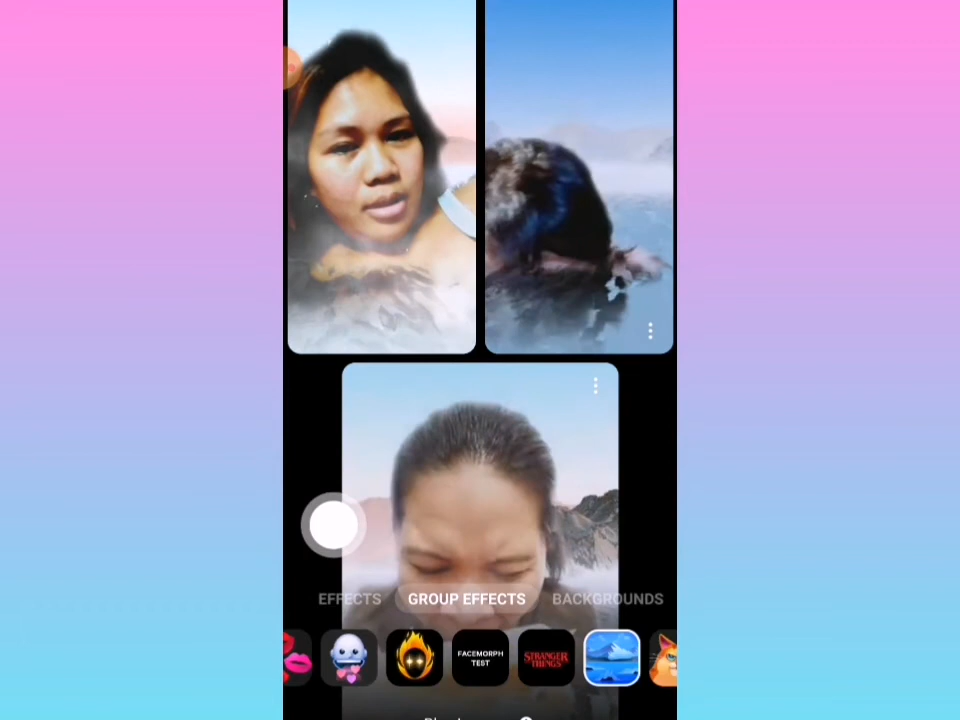 EFFECTS
GROUP EFFECTS
BACKGROUNDS
FACEMORPH
TEST
STRANGER
THINGS